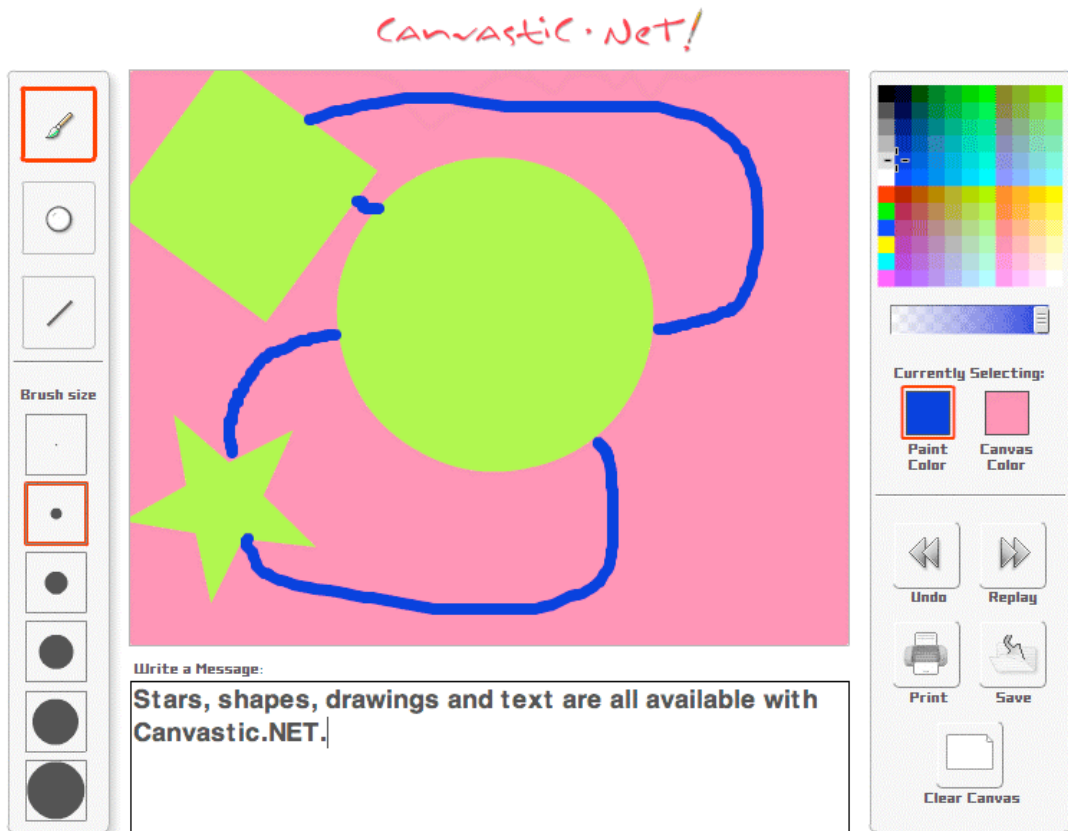 Canvastic.NeT!
Brush size
Currently Selecting:
Paint Color
Canvas Color
Undo
Replay
Print
Save
Clear Canvas
Write a Message:
Stars, shapes, drawings and text are all available with
Canvastic.NET.